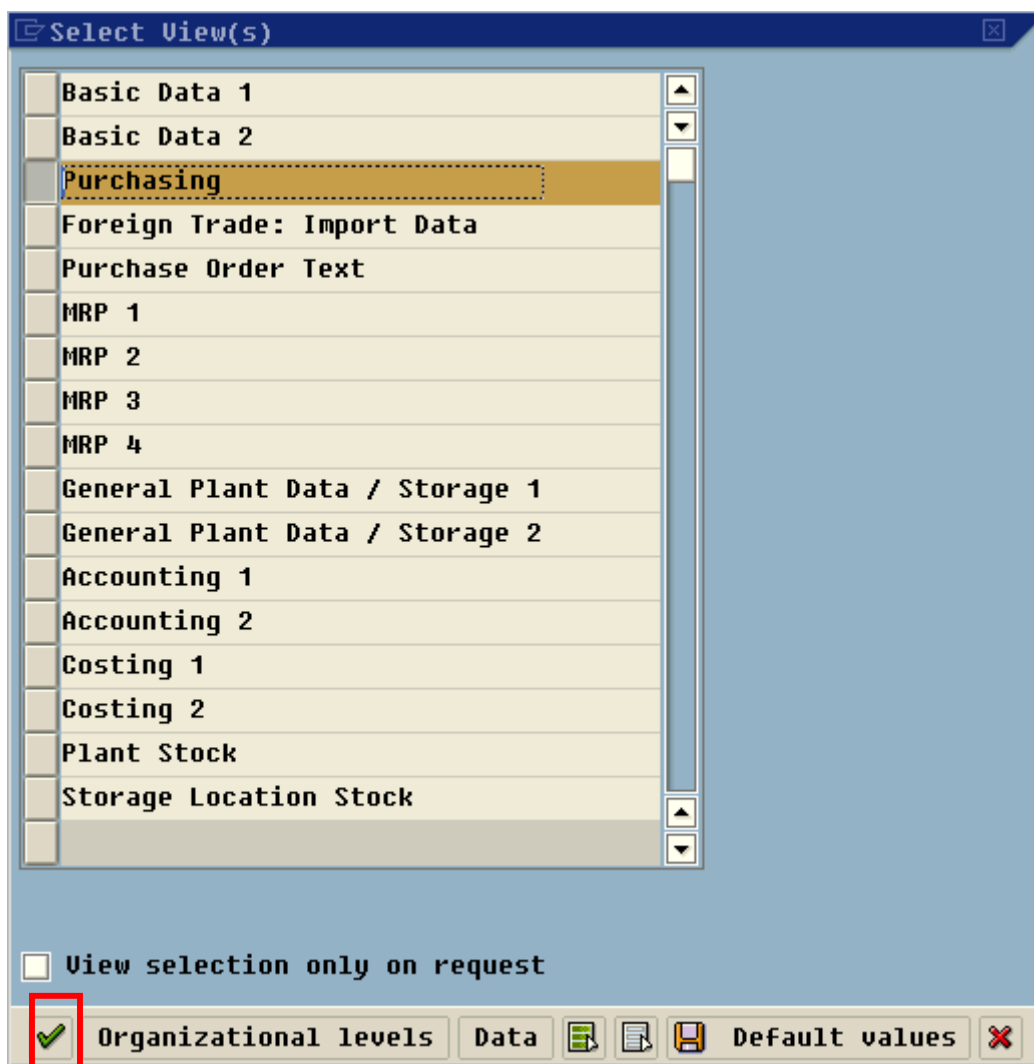 Select View(s)
Basic Data 1
Basic Data 2
Purchasing
Foreign Trade: Import Data
Purchase Order Text
MRP 1
MRP 2
MRP 3
MRP 4
General Plant Data / Storage 1
General Plant Data / Storage 2
Accounting 1
Accounting 2
Costing 1
Costing 2
Plant Stock
Storage Location Stock
View selection only on request
Organizational levels Data Default values